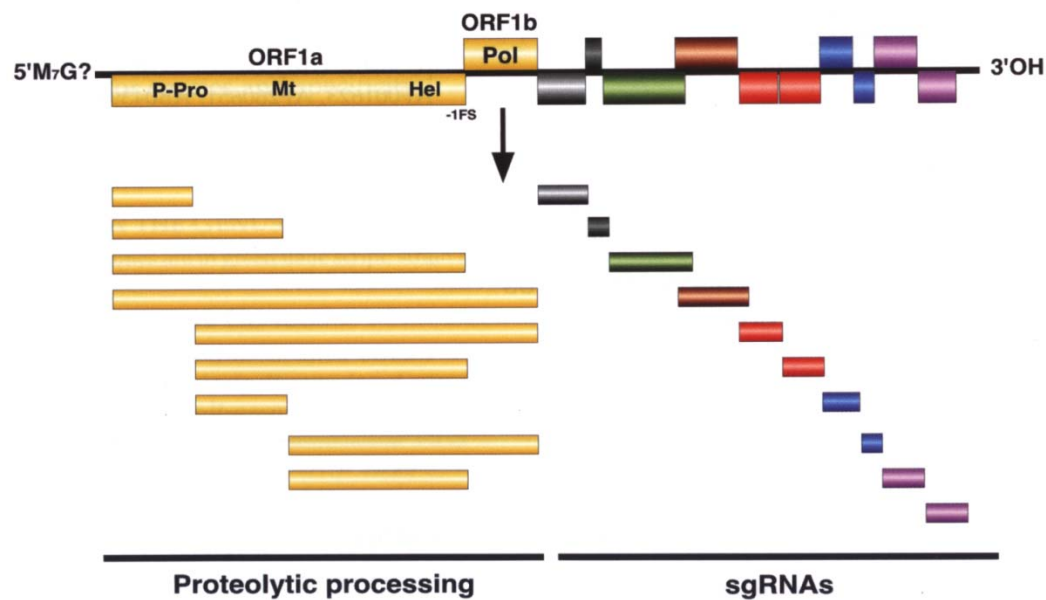 ORF1b
ORF1a
Pol
5'M₇G?
3'OH
P-Pro Mt Hel
-1FS
Proteolytic processing sgRNAs